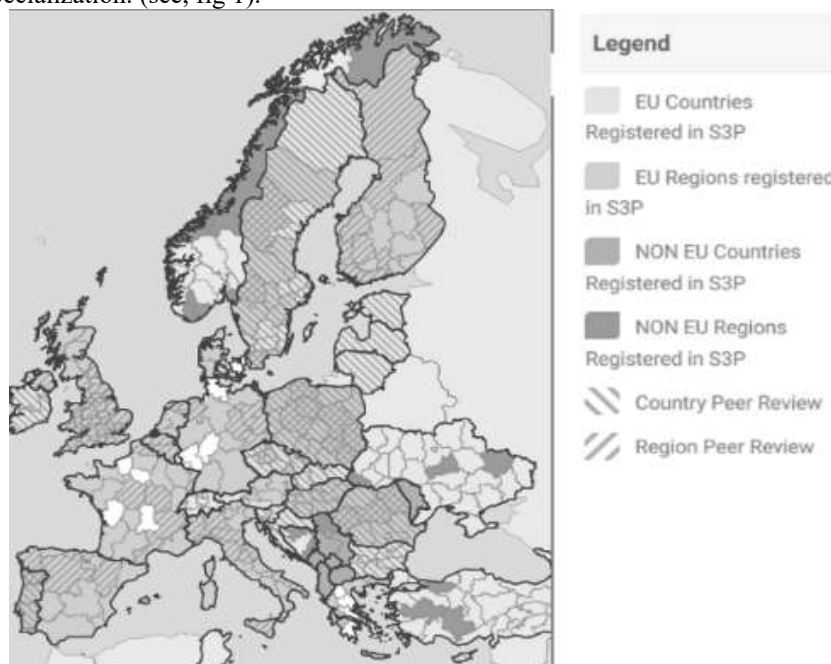 ecialization. (see, fig 1).
Legend
EU Countries
Registered in S3P
EU Regions registered
in S3P
NON EU Countries
Registered in S3P
NON EU Regions
Registered in S3P
Country Peer Review
Region Peer Review